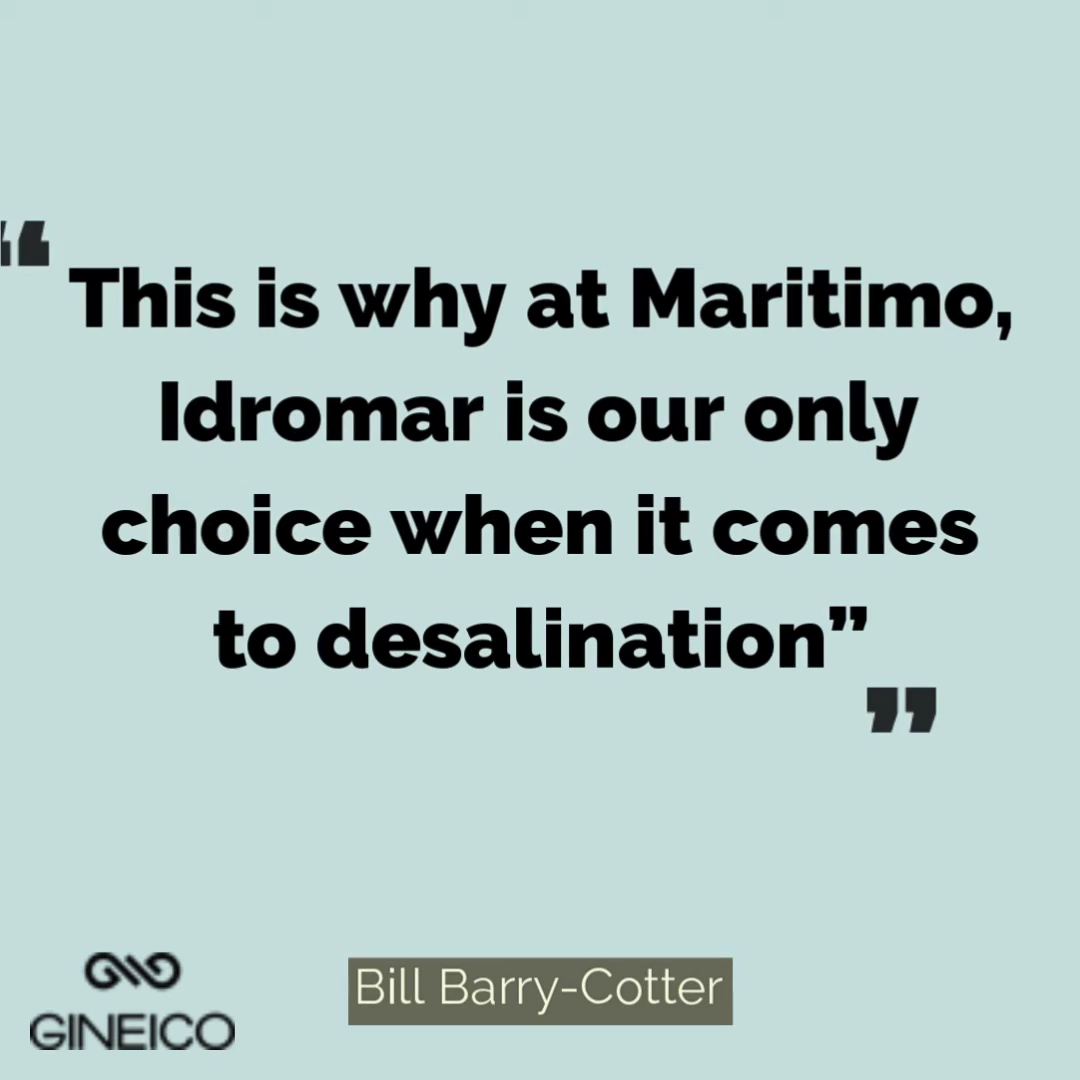 “This is why at Maritimo,
Idromar is our only
choice when it comes
to desalination”
”
Bill Barry-Cotter
GINEICO